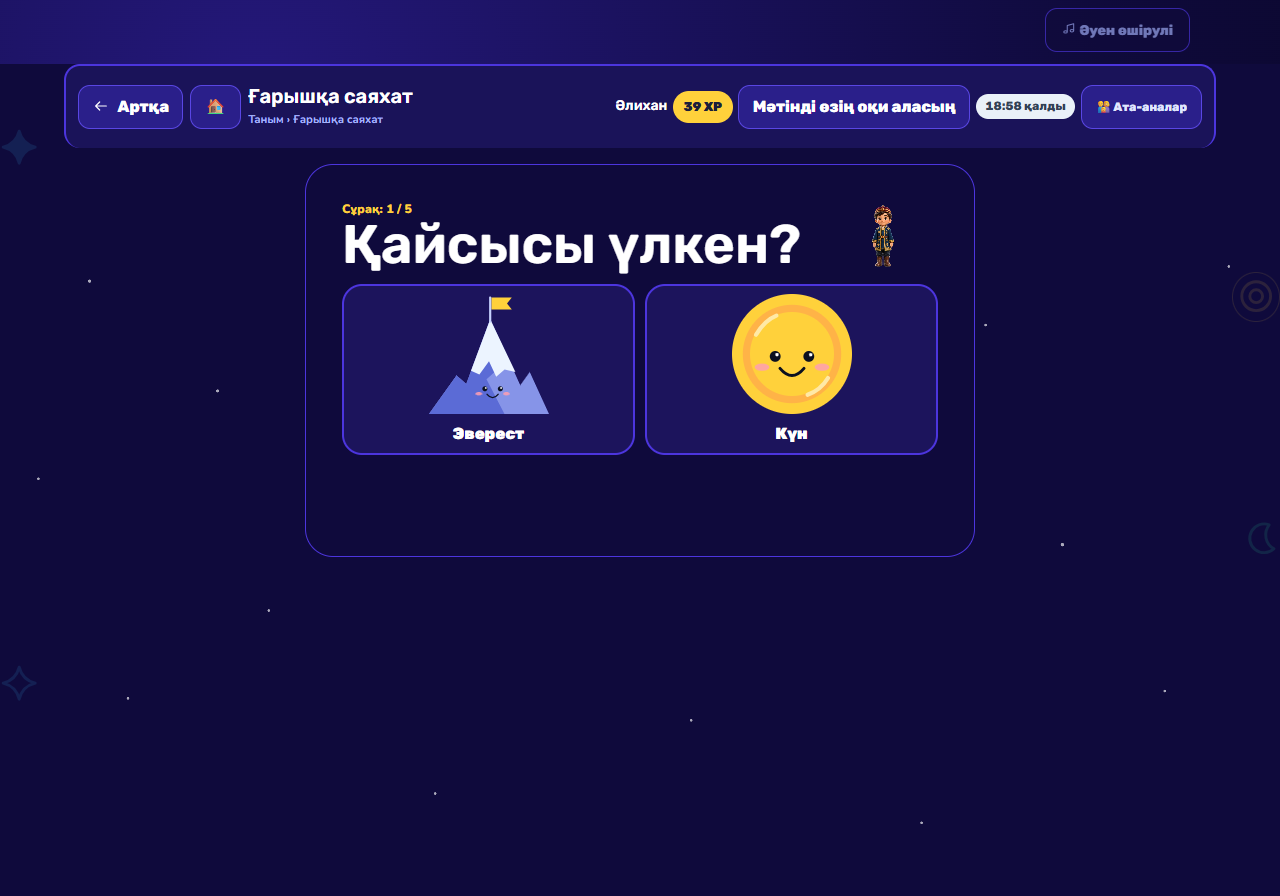 Әуен өшірулі
Артқа
Ғарышқа саяхат
Таным › Ғарышқа саяхат
Әлихан
39 XP
Мәтінді өзің оқи аласың
18:58 қалды
Ата-аналар
Сұрақ: 1 / 5
Қайсысы үлкен?
Эверест
Күн